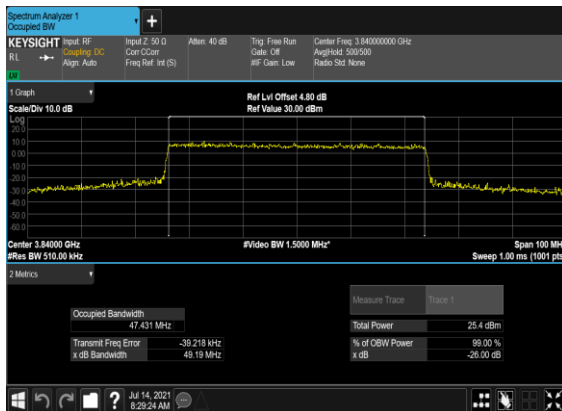 Spectrum Analyzer 1
Occupied BW
KEYSIGHT
RL
Input: RF
Coupling: DC
Align: Auto
Input Z: 50 Ω
Corr CCorr
Freq Ref: Int (S)
Atten: 40 dB
Trig: Free Run
Gate: Off
#IF Gain: Low
Center Freq: 3.840000000 GHz
Avg|Hold: 500/500
Radio Std: None
1 Graph
Scale/Div 10.0 dB
Ref Lvl Offset 4.80 dB
Ref Value 30.00 dBm
Log
20.0
10.0
0.00
-10.0
-20.0
-30.0
-40.0
-50.0
-60.0
Center 3.84000 GHz
#Res BW 510.00 kHz
#Video BW 1.5000 MHz*
Span 100 MH
Sweep 1.00 ms (1001 pts
2 Metrics
Measure Trace Trace 1
Occupied Bandwidth
47.431 MHz
Total Power 25.4 dBm
Transmit Freq Error -39.218 kHz
% of OBW Power 99.00 %
x dB Bandwidth 49.19 MHz
x dB -26.00 dB
Jul 14, 2021
8:29:24 AM